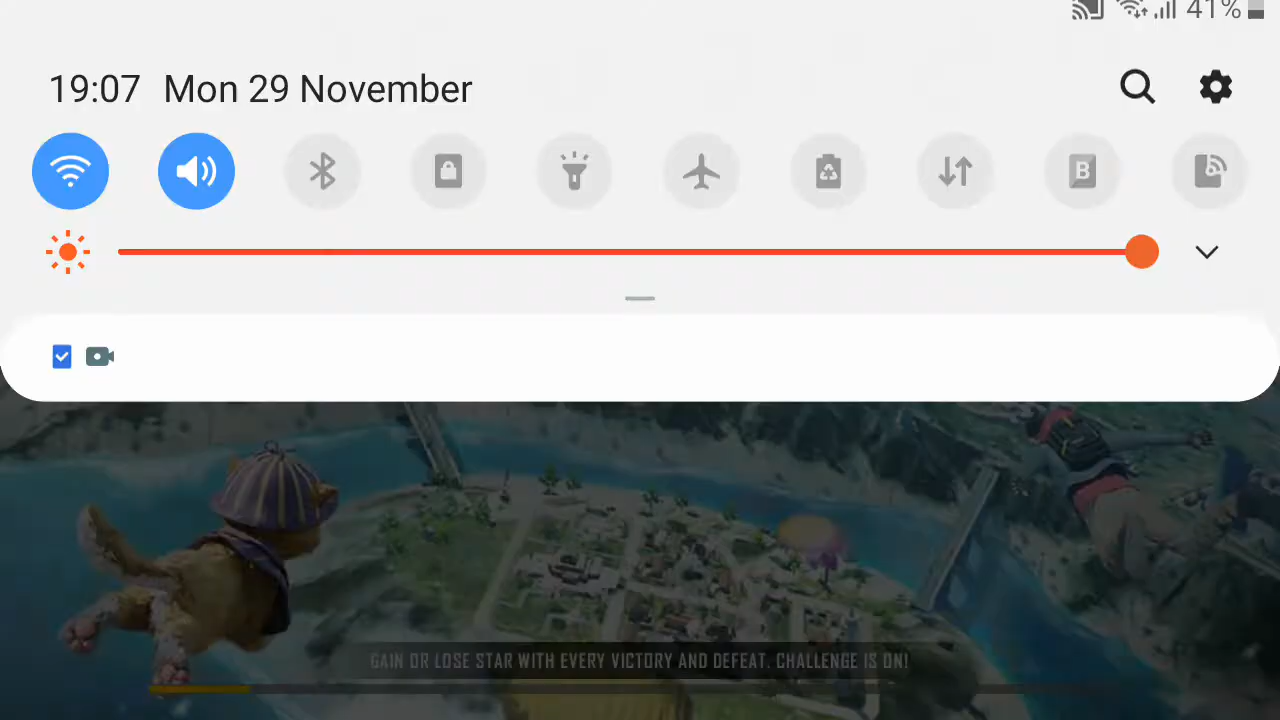 41%
19:07 Mon 29 November
B
GAIN OR LOSE STAR WITH EVERY VICTORY AND DEFEAT. CHALLENGE IS ON!